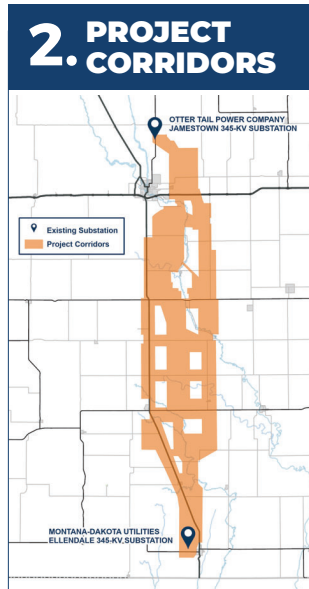 2. PROJECT
CORRIDORS
OTTER TAIL POWER COMPANY
JAMESTOWN 345-KV SUBSTATION
Existing Substation
Project Corridors
MONTANA-DAKOTA UTILITIES
ELLENDALE 345-KV SUBSTATION